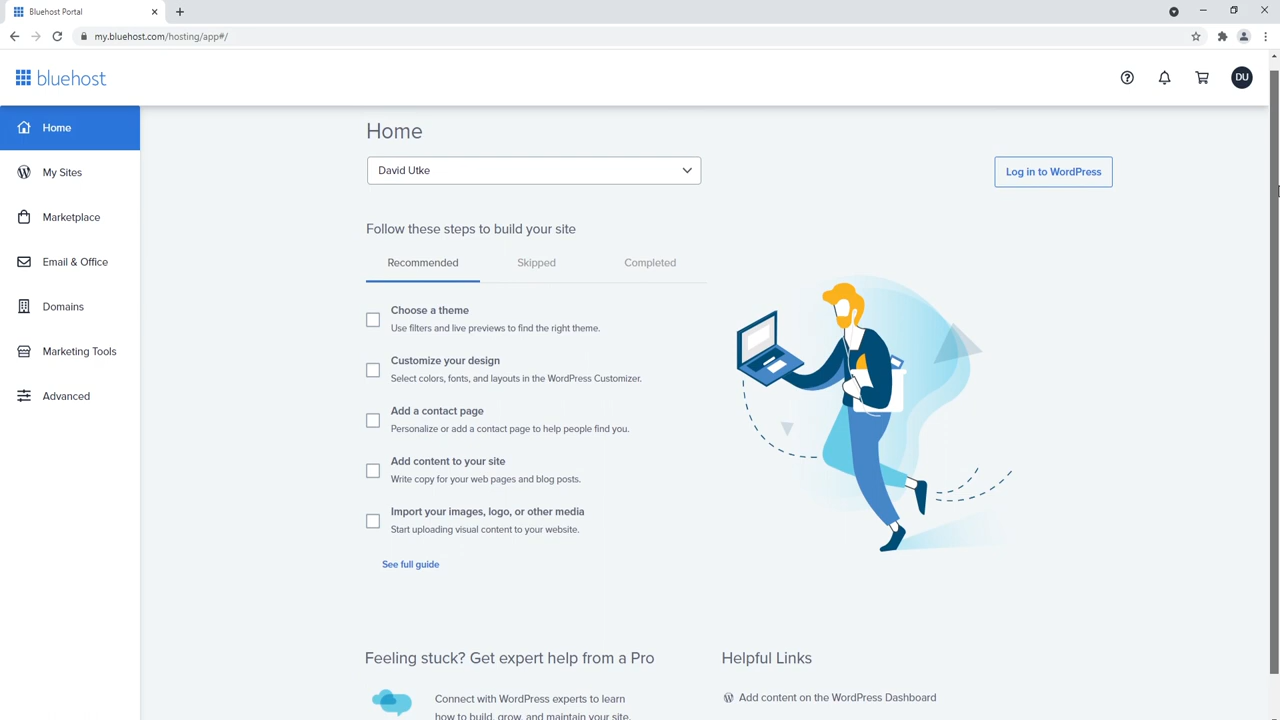 Bluehost Portal
my.bluehost.com/hosting/app#/
bluehost
DU
Home
My Sites
Marketplace
Email & Office
Domains
Marketing Tools
Advanced
Home
David Utke
Log in to WordPress
Follow these steps to build your site
Recommended Skipped Completed
Choose a theme
Use filters and live previews to find the right theme.
Customize your design
Select colors, fonts, and layouts in the WordPress Customizer.
Add a contact page
Personalize or add a contact page to help people find you.
Add content to your site
Write copy for your web pages and blog posts.
Import your images, logo, or other media
Start uploading visual content to your website.
See full guide
Feeling stuck? Get expert help from a Pro
Connect with WordPress experts to learn
how to build, grow, and maintain your site.
Helpful Links
Add content on the WordPress Dashboard